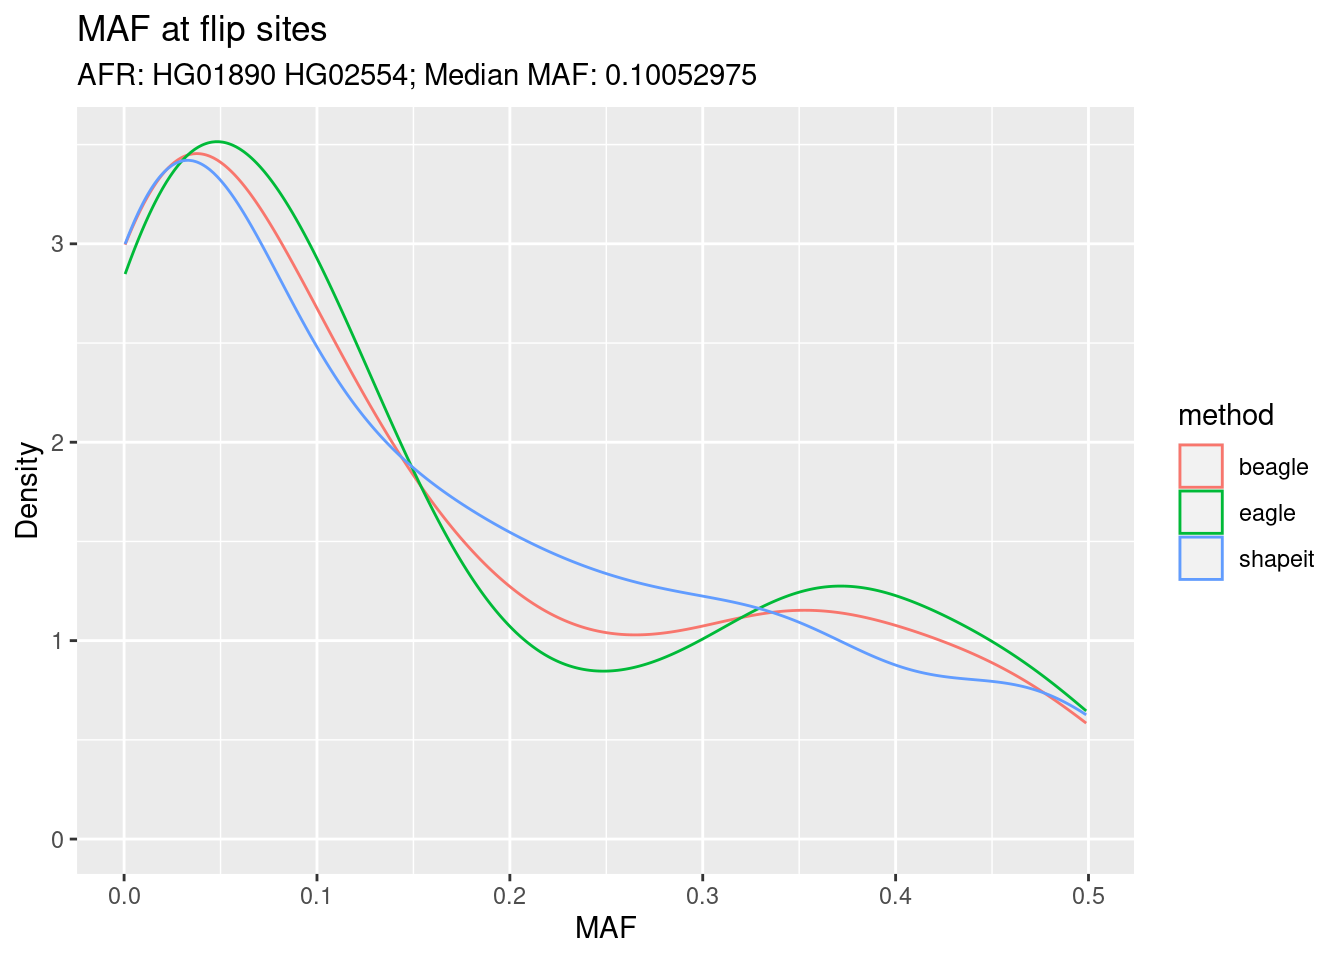 MAF at flip sites
AFR: HG01890 HG02554; Median MAF: 0.10052975
3
2
1
0
Density
0.0 0.1 0.2 0.3 0.4 0.5
MAF
method
beagle
eagle
shapeit